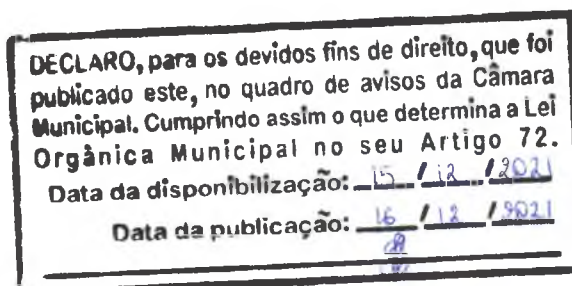 DECLARO, para os devidos fins de direito, que foi
publicado este, no quadro de avisos da Câmara
Municipal. Cumprindo assim o que determina a Lei
Orgânica Municipal no seu Artigo 72.
Data da disponibilização: 15 / 12 / 2021
Data da publicação: 16 / 12 / 2021